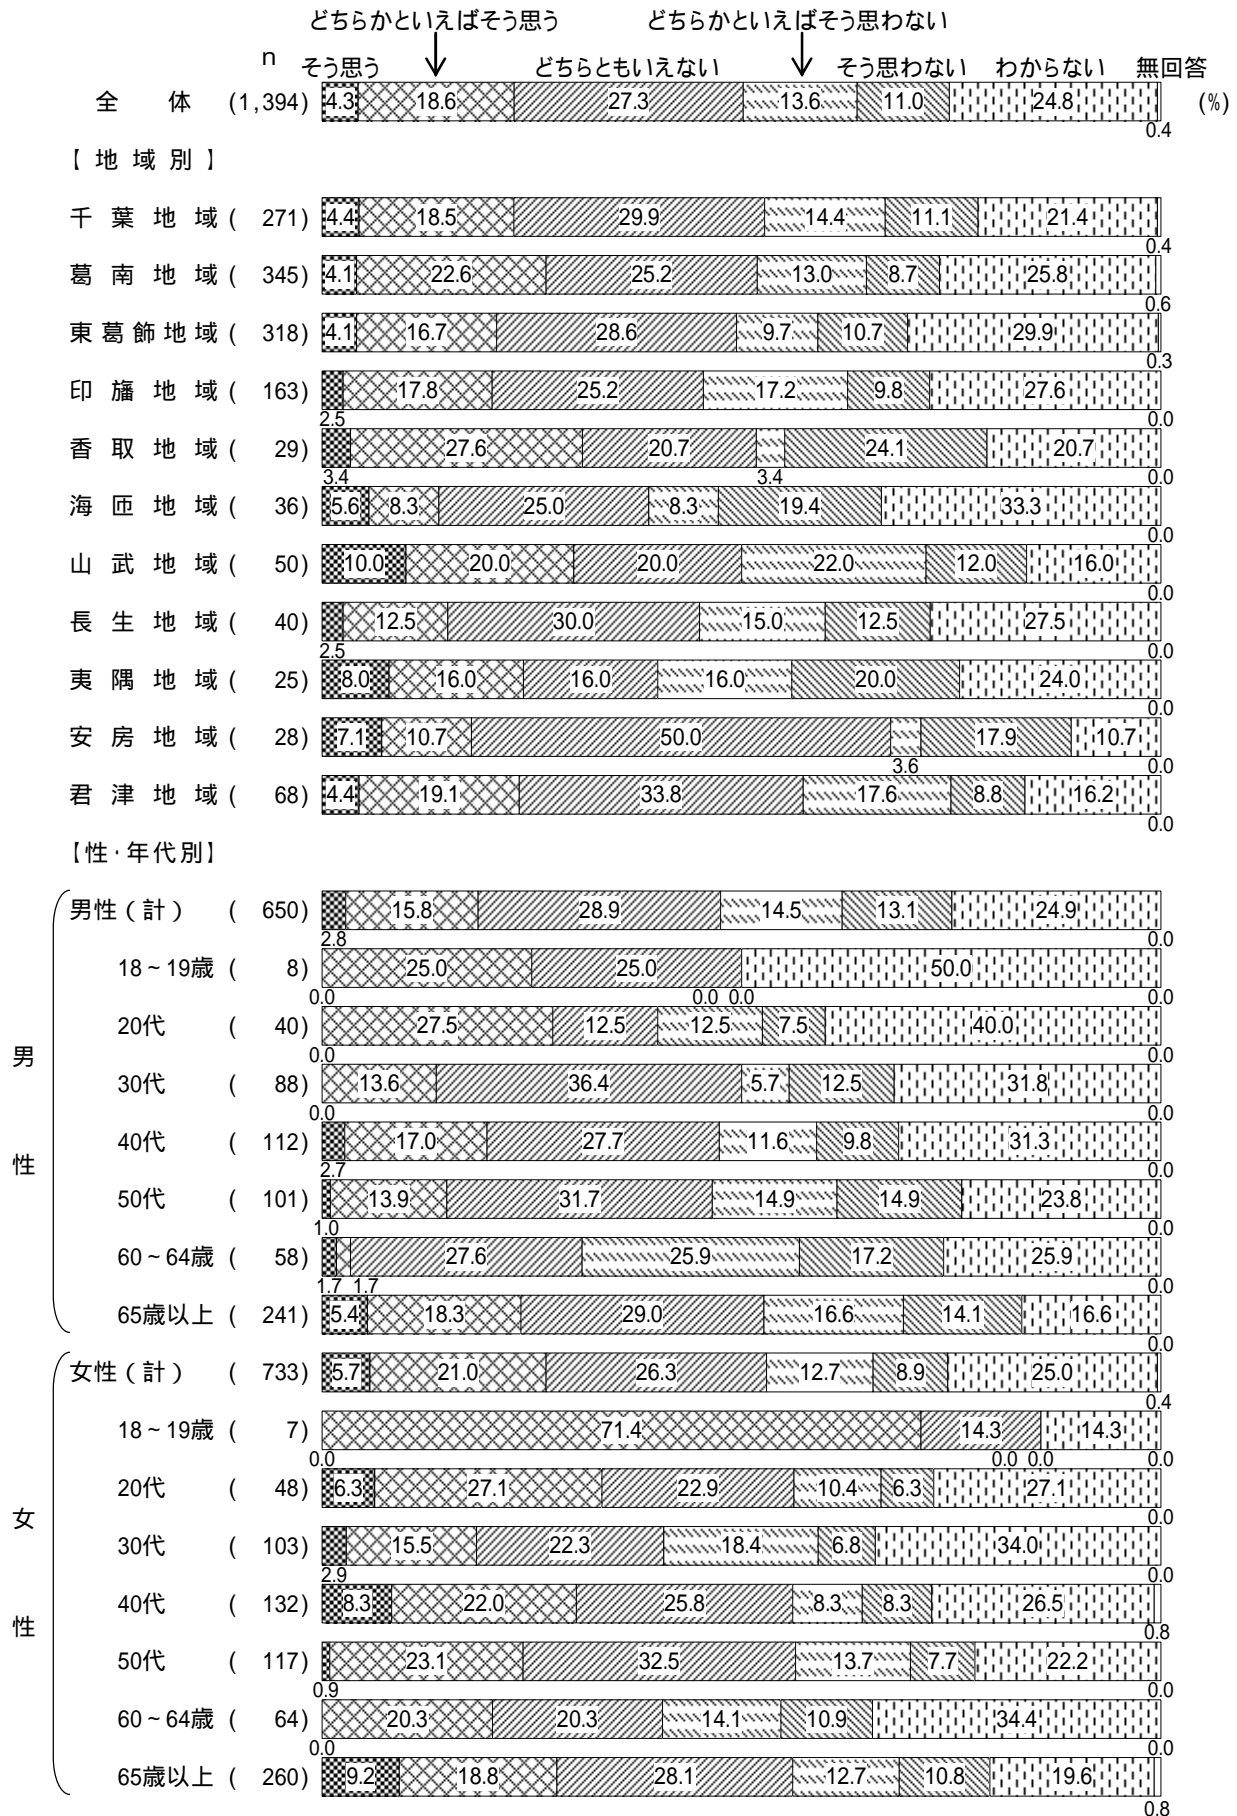 どちらかといえばそう思う どちらかといえばそう思わない
n そう思う どちらともいえない そう思わない わからない 無回答
全体 (1,394) 4.3 18.6 27.3 13.6 11.0 24.8 (%)
0.4
【地域別】
千葉地域 ( 271) 4.4 18.5 29.9 14.4 11.1 21.4
0.4
葛南地域 ( 345) 4.1 22.6 25.2 13.0 8.7 25.8
0.6
東葛飾地域 ( 318) 4.1 16.7 28.6 9.7 10.7 29.9
0.3
印旛地域 ( 163) 17.8 25.2 17.2 9.8 27.6
2.5 0.0
香取地域 ( 29) 27.6 20.7 24.1 20.7
3.4 3.4 0.0
海匝地域 ( 36) 5.6 8.3 25.0 8.3 19.4 33.3
0.0
山武地域 ( 50) 10.0 20.0 20.0 22.0 12.0 16.0
0.0
長生地域 ( 40) 12.5 30.0 15.0 12.5 27.5
2.5 0.0
夷隅地域 ( 25) 8.0 16.0 16.0 16.0 20.0 24.0
0.0
安房地域 ( 28) 7.1 10.7 50.0 17.9 10.7
3.6 0.0
君津地域 ( 68) 4.4 19.1 33.8 17.6 8.8 16.2
0.0
【性・年代別】
男性(計) ( 650) 15.8 28.9 14.5 13.1 24.9
2.8 0.0
18~19歳 ( 8) 25.0 25.0 50.0
0.0 0.0 0.0 0.0
20代 ( 40) 27.5 12.5 12.5 7.5 40.0
0.0 0.0
男
30代 ( 88) 13.6 36.4 5.7 12.5 31.8
0.0 0.0
40代 ( 112) 17.0 27.7 11.6 9.8 31.3
性
2.7 0.0
50代 ( 101) 13.9 31.7 14.9 14.9 23.8
1.0 0.0
60~64歳 ( 58) 27.6 25.9 17.2 25.9
1.7 1.7 0.0
65歳以上 ( 241) 5.4 18.3 29.0 16.6 14.1 16.6
0.0
女性(計) ( 733) 5.7 21.0 26.3 12.7 8.9 25.0
0.4
18~19歳 ( 7) 71.4 14.3 14.3
0.0 0.0 0.0 0.0
20代 ( 48) 6.3 27.1 22.9 10.4 6.3 27.1
0.0
女
30代 ( 103) 15.5 22.3 18.4 6.8 34.0
2.9 0.0
40代 ( 132) 8.3 22.0 25.8 8.3 8.3 26.5
性
0.8
50代 ( 117) 23.1 32.5 13.7 7.7 22.2
0.9 0.0
60~64歳 ( 64) 20.3 20.3 14.1 10.9 34.4
0.0 0.0
65歳以上 ( 260) 9.2 18.8 28.1 12.7 10.8 19.6
0.8